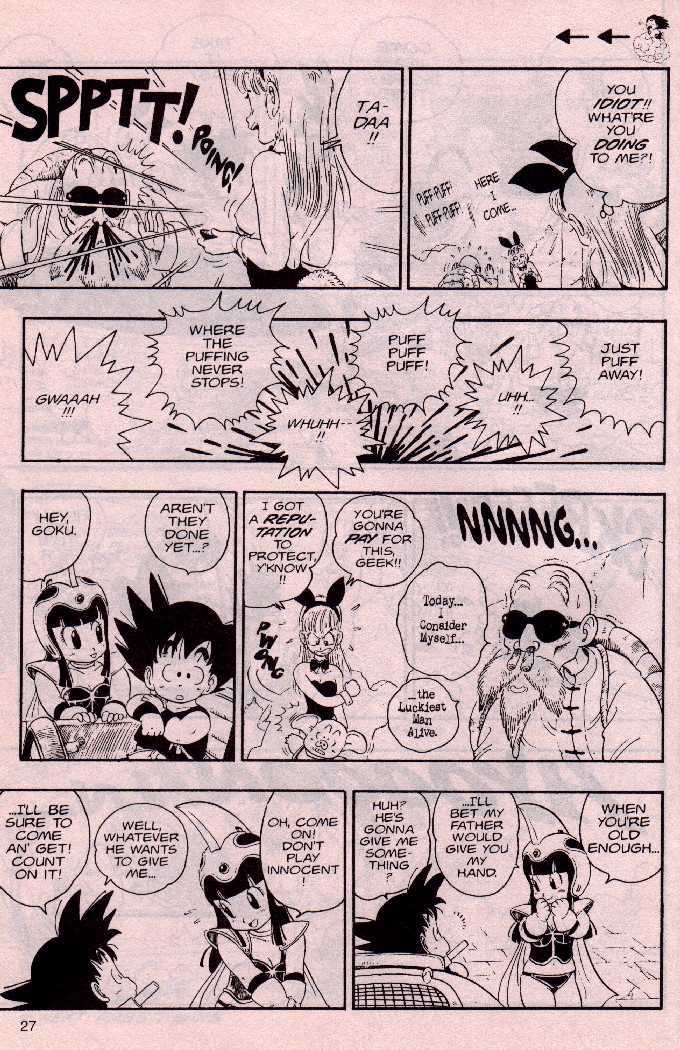 YOU
IDIOT!!
WHAT'RE
YOU
DOING
TO ME?!
HERE
I
COME...
PUFF-PUFF!
PUFF-PUFF!
TA-
DAA
!!
POING!
SPPTT!
JUST
PUFF
AWAY!
UHH...
!!
PUFF
PUFF
PUFF!
WHUHH--
!!
WHERE
THE
PUFFING
NEVER
STOPS!
GWAAAH
!!!
NNNNG...
Today...
I
Consider
Myself...
...the
Luckiest
Man
Alive.
YOU'RE
GONNA
PAY FOR
THIS,
GEEK!!
I GOT
A REPU-
TATION
TO
PROTECT,
Y'KNOW
!!
PWONG
AREN'T
THEY
DONE
YET...?
HEY,
GOKU.
WHEN
YOU'RE
OLD
ENOUGH...
...I'LL
BET MY
FATHER
WOULD
GIVE YOU
MY
HAND.
HUH?
HE'S
GONNA
GIVE ME
SOME-
THING
?
OH, COME
ON!
DON'T
PLAY
INNOCENT
!
WELL,
WHATEVER
HE WANTS
TO GIVE
ME...
...I'LL BE
SURE TO
COME
AN' GET!
COUNT
ON IT!
27